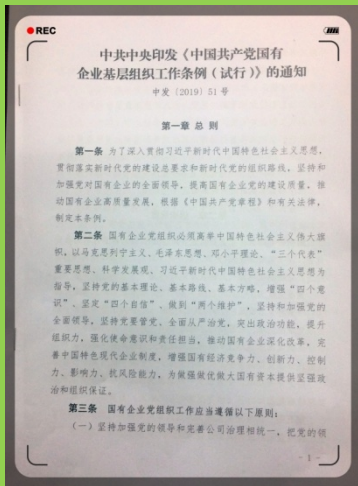 REC
中共中央印发《中国共产党国有
企业基层组织工作条例（试行）》的通知
中发〔2019〕51号
第一章 总 则
第一条 为了深入贯彻习近平新时代中国特色社会主义思想，
贯彻落实新时代党的建设总要求和新时代党的组织路线，坚持和
加强党对国有企业的全面领导，提高国有企业党的建设质量，推
动国有企业高质量发展，根据《中国共产党章程》和有关法律，
制定本条例。
第二条 国有企业党组织必须高举中国特色社会主义伟大旗
帜，以马克思列宁主义、毛泽东思想、邓小平理论、“三个代表”
重要思想、科学发展观、习近平新时代中国特色社会主义思想为
指导，坚持党的基本理论、基本路线、基本方略，增强“四个意
识”、坚定“四个自信”、做到“两个维护”，坚持和加强党的
全面领导，坚持党要管党、全面从严治党，突出政治功能，提升
组织力，强化使命意识和责任担当，推动国有企业深化改革，完
善中国特色现代企业制度，增强国有经济竞争力、创新力、控制
力、影响力、抗风险能力，为做强做优做大国有资本提供坚强政
治和组织保证。
第三条 国有企业党组织工作应当遵循以下原则：
（一）坚持加强党的领导和完善公司治理相统一，把党的领
- 1 -